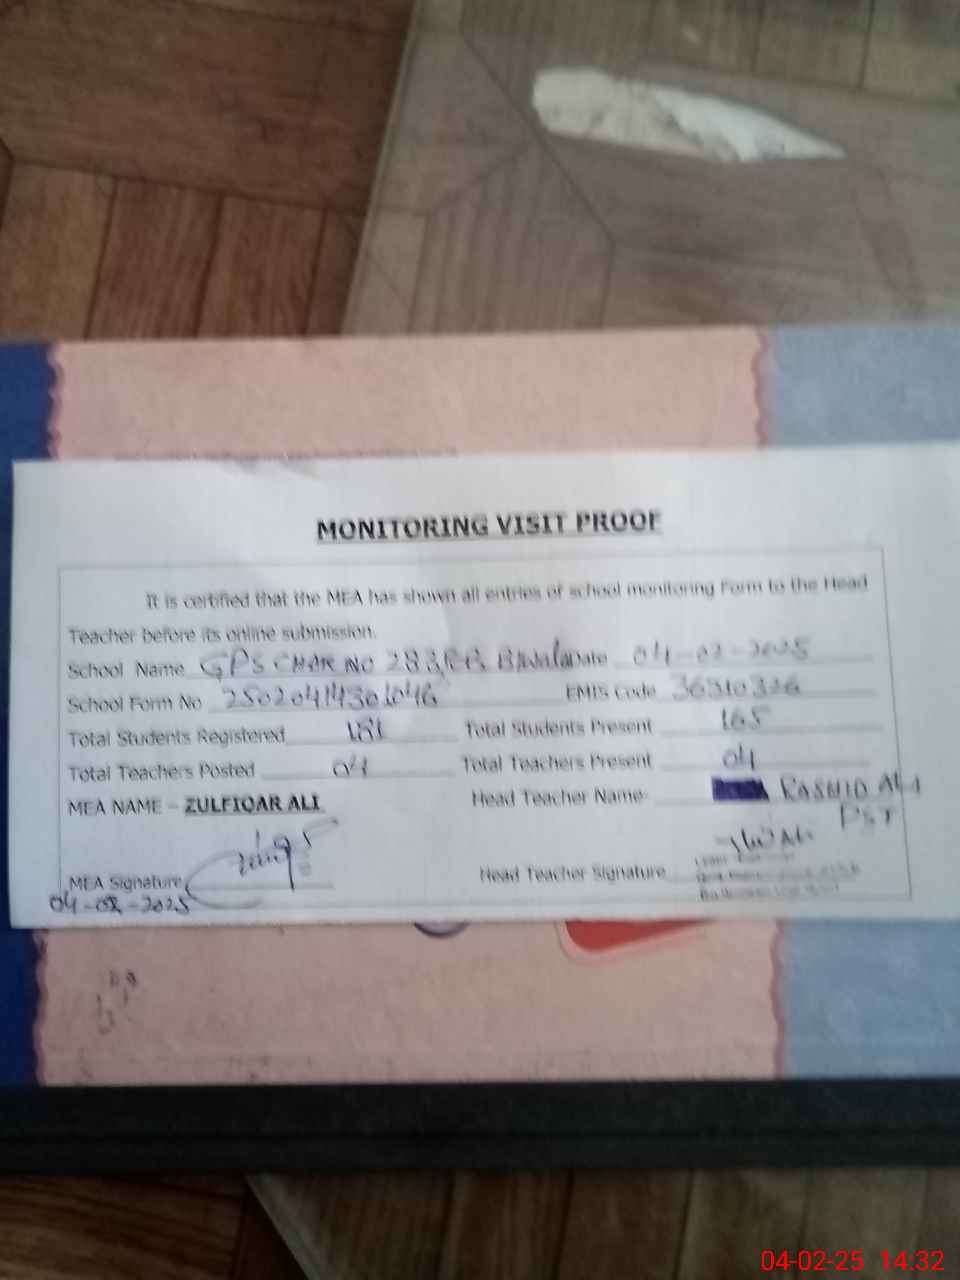 MONITORING VISIT PROOF
It is certified that the MEA has shown all entries of school monitoring Form to the Head
Teacher before its online submission.
School Name GPS CHAK NO 283 Date 04-02-2025
School Form No EMIS Code 36310326
Total Students Registered 181 Total Students Present 165
Total Teachers Posted 04 Total Teachers Present 04
MEA NAME – ZULFIQAR ALI Head Teacher Name RASHID ALI
PST
MEA Signature Head Teacher Signature
04-02-2025
04-02-25 14:32